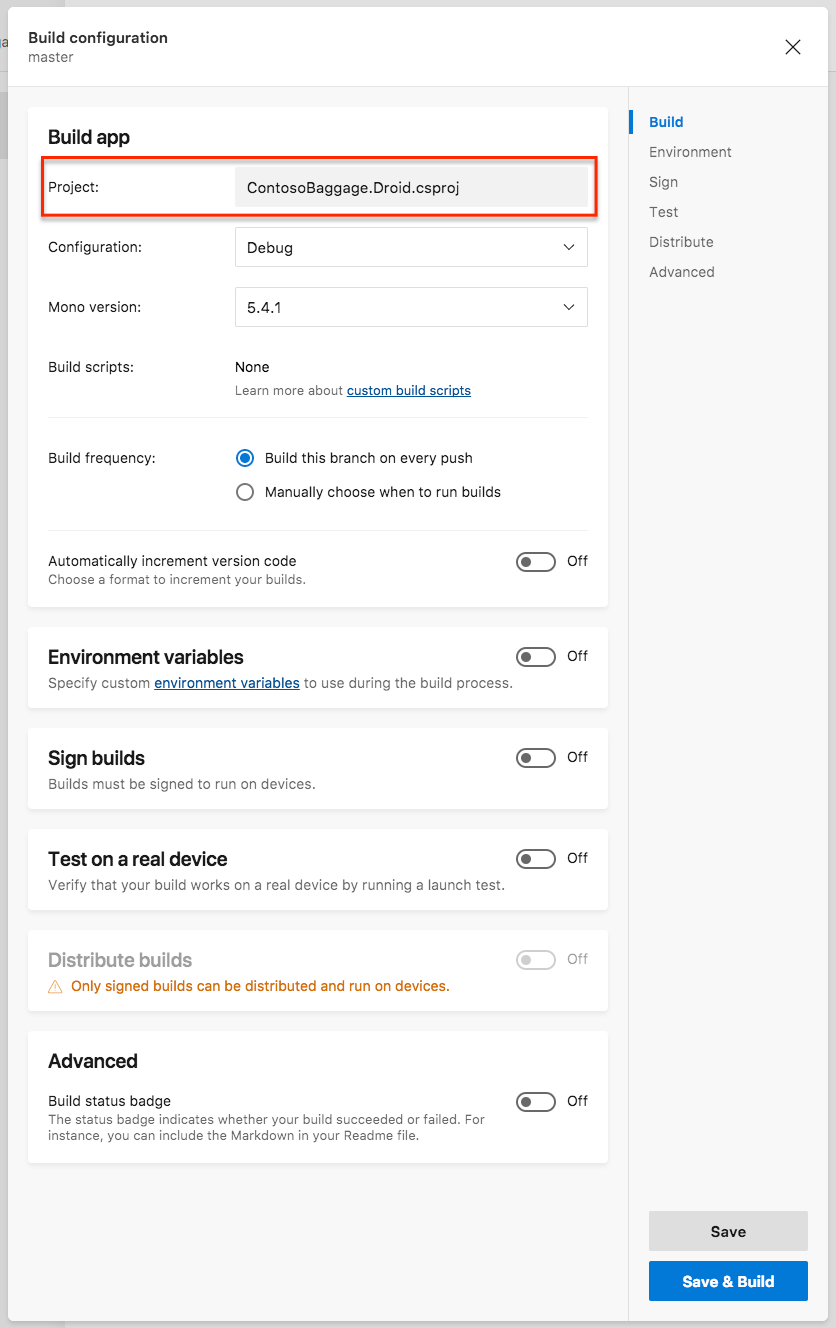 Build configuration
master
Build app
Project: ContosoBaggage.Droid.csproj
Configuration: Debug
Mono version: 5.4.1
Build scripts: None
Learn more about custom build scripts
Build frequency: Build this branch on every push
Manually choose when to run builds
Automatically increment version code Off
Choose a format to increment your builds.
Environment variables Off
Specify custom environment variables to use during the build process.
Sign builds Off
Builds must be signed to run on devices.
Test on a real device Off
Verify that your build works on a real device by running a launch test.
Distribute builds Off
Only signed builds can be distributed and run on devices.
Advanced
Build status badge Off
The status badge indicates whether your build succeeded or failed. For
instance, you can include the Markdown in your Readme file.
Build
Environment
Sign
Test
Distribute
Advanced
Save
Save & Build